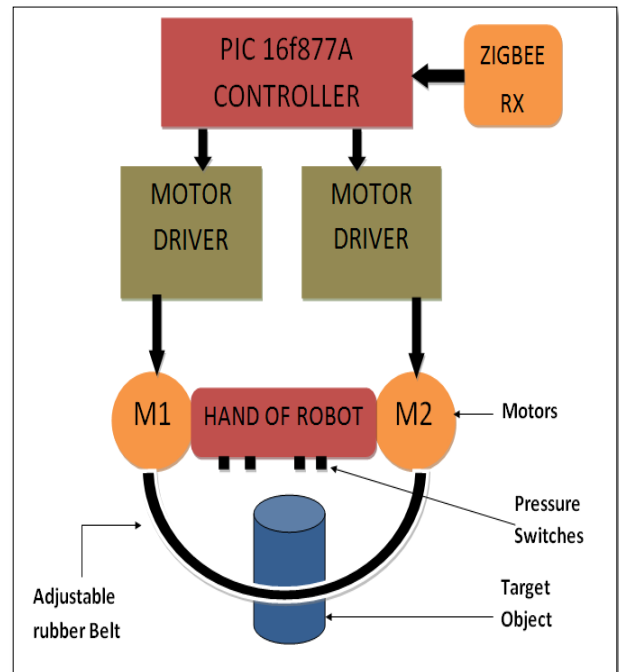 PIC 16f877A
CONTROLLER
ZIGBEE
RX
MOTOR
DRIVER
MOTOR
DRIVER
M1
HAND OF ROBOT
M2
Motors
Pressure
Switches
Adjustable
rubber Belt
Target
Object